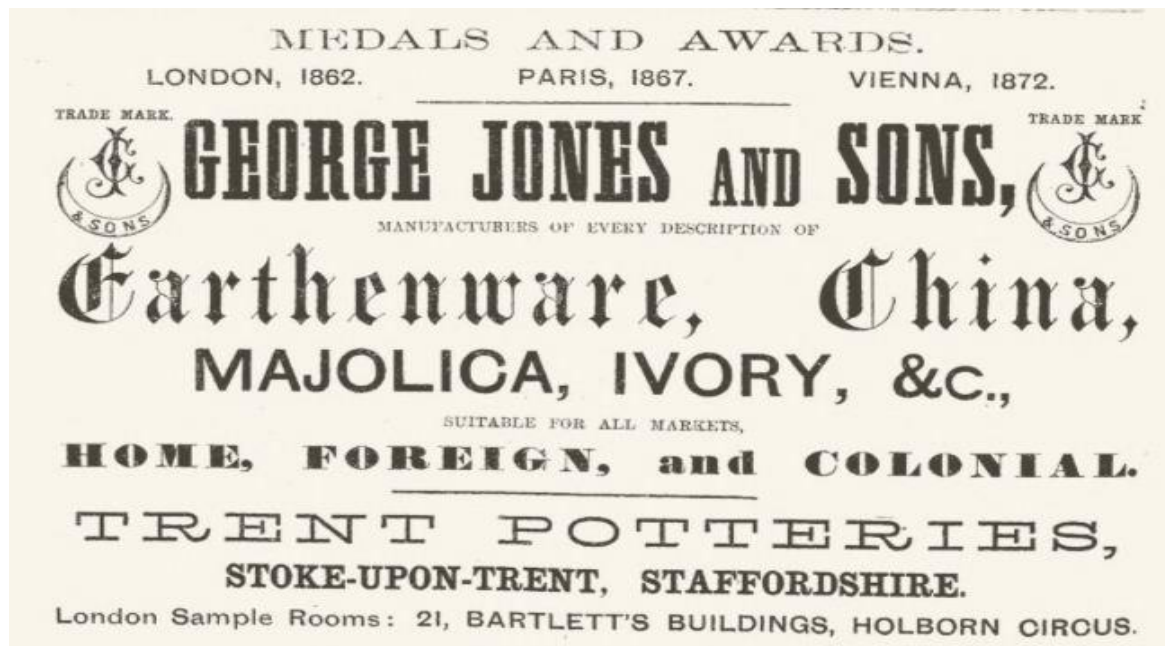 MEDALS AND AWARDS.
LONDON, 1862. PARIS, 1867. VIENNA, 1872.
TRADE MARK. TRADE MARK
GEORGE JONES AND SONS,
& SONS & SONS
MANUFACTURERS OF EVERY DESCRIPTION OF
Earthenware, China,
MAJOLICA, IVORY, &c.,
SUITABLE FOR ALL MARKETS,
HOME, FOREIGN, and COLONIAL.
TRENT POTTERIES,
STOKE-UPON-TRENT, STAFFORDSHIRE.
London Sample Rooms: 21, BARTLETT'S BUILDINGS, HOLBORN CIRCUS.